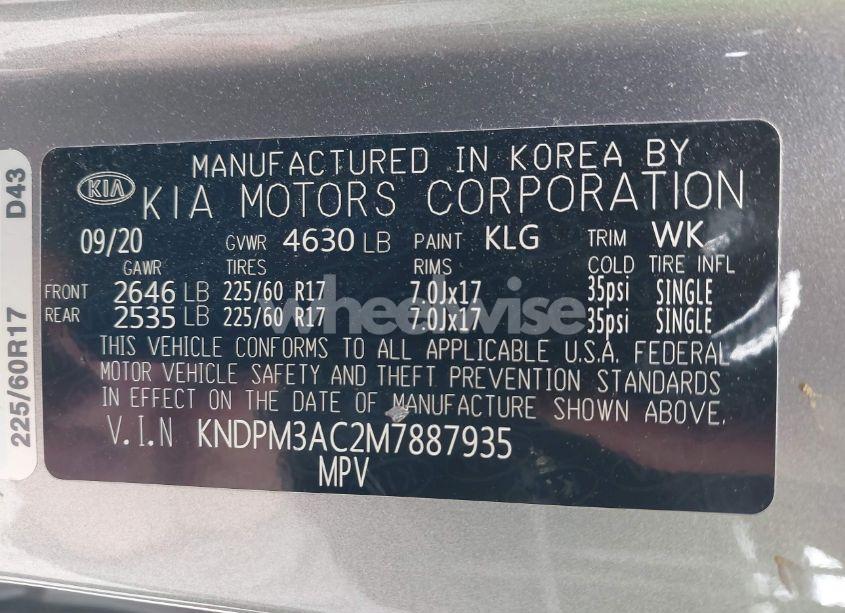 MANUFACTURED IN KOREA BY
KIA KIA MOTORS CORPORATION
09/20 GVWR 4630 LB PAINT KLG TRIM WK
GAWR TIRES RIMS COLD TIRE INFL
FRONT 2646 LB 225/60 R17 7.0Jx17 35psi SINGLE
REAR 2535 LB 225/60 R17 7.0Jx17 35psi SINGLE
THIS VEHICLE CONFORMS TO ALL APPLICABLE U.S.A. FEDERAL
MOTOR VEHICLE SAFETY AND THEFT PREVENTION STANDARDS
IN EFFECT ON THE DATE OF MANUFACTURE SHOWN ABOVE.
V.I.N KNDPM3AC2M7887935
MPV
225/60R17 D43
wheelwise